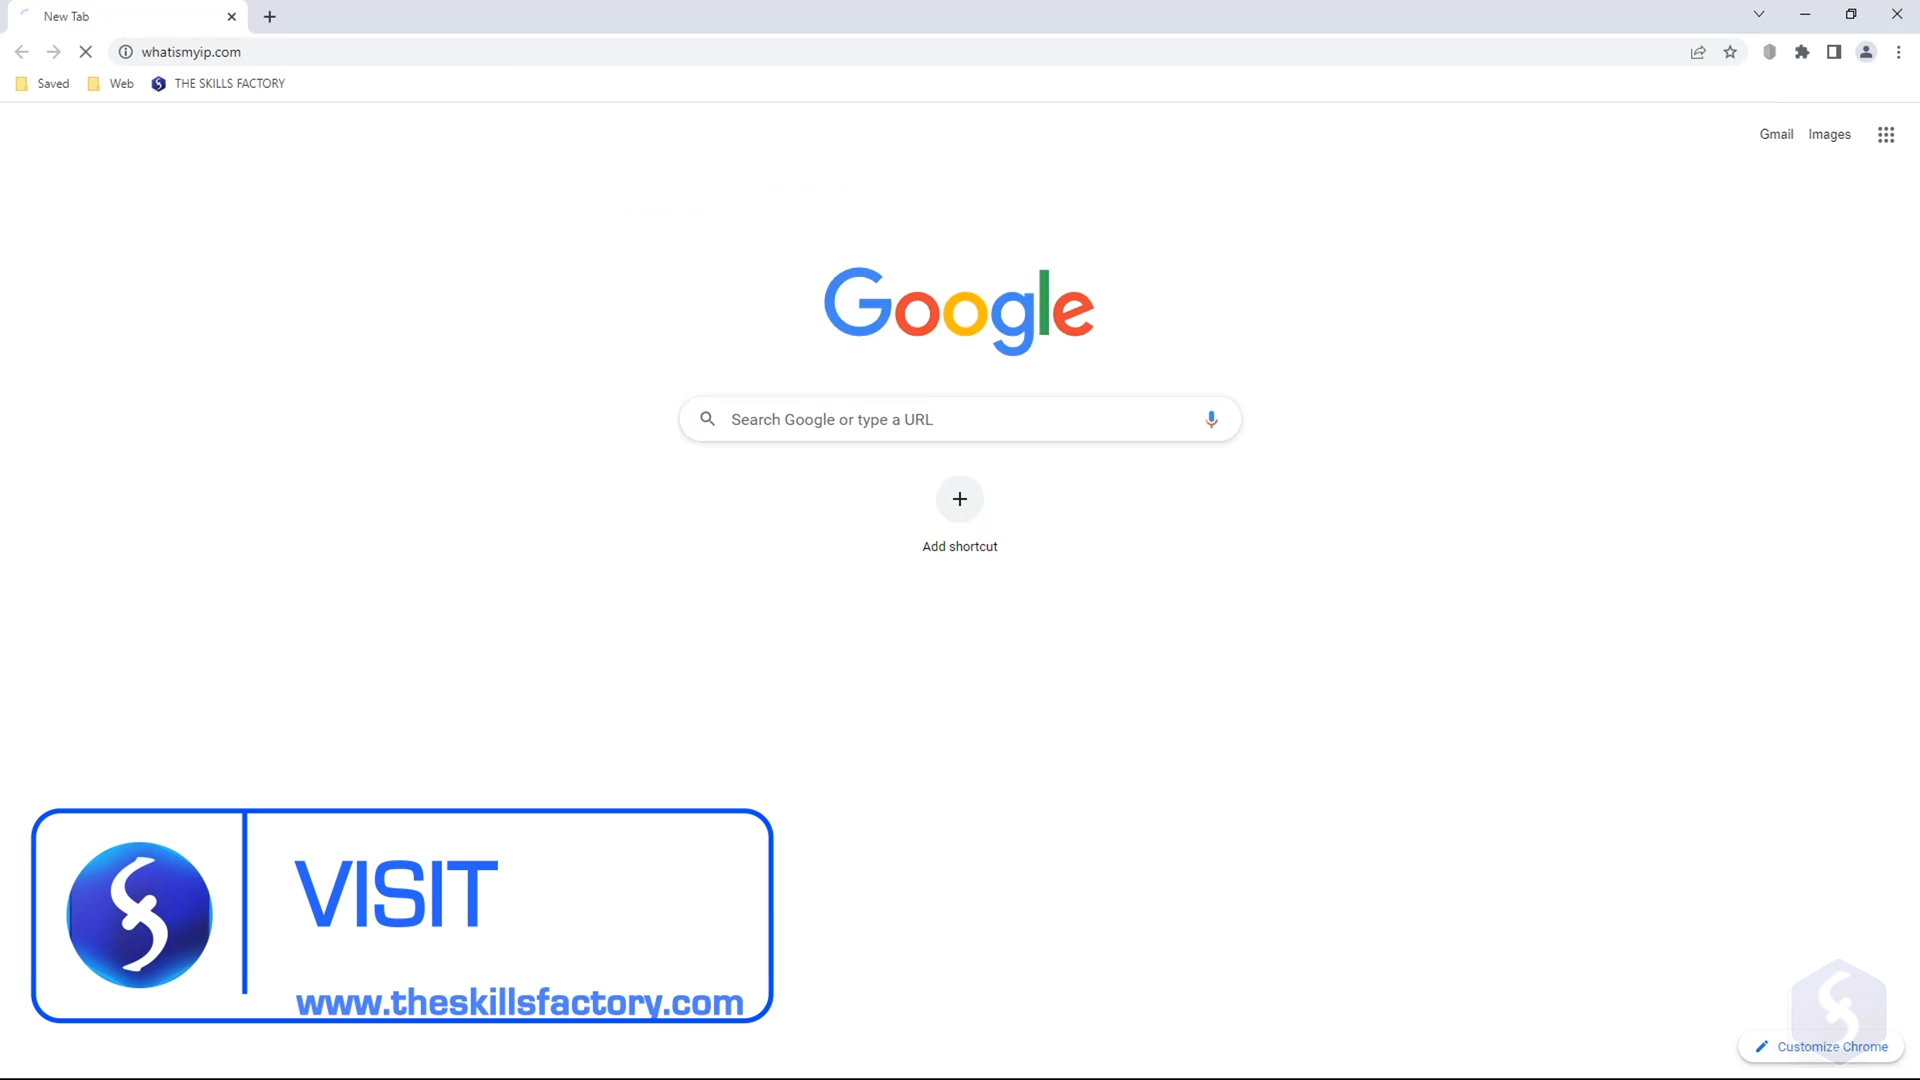 New Tab
whatismyip.com
Saved
Web
THE SKILLS FACTORY
Gmail
Images
Google
Search Google or type a URL
Add shortcut
VISIT
www.theskillsfactory.com
Customize Chrome